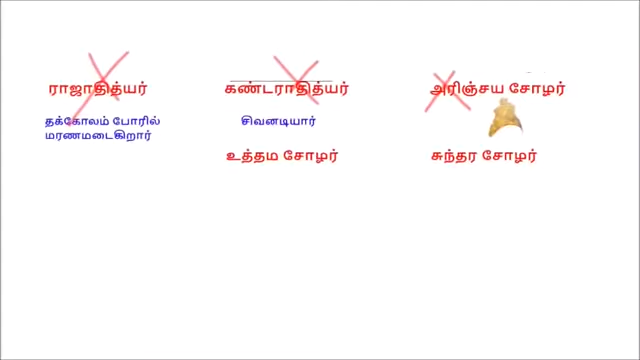 ராஜாதித்யர்
கண்டராதித்யர்
அரிஞ்சய சோழர்
தக்கோலம் போரில்
மரணமடைகிறார்
சிவனடியார்
உத்தம சோழர்
சுந்தர சோழர்